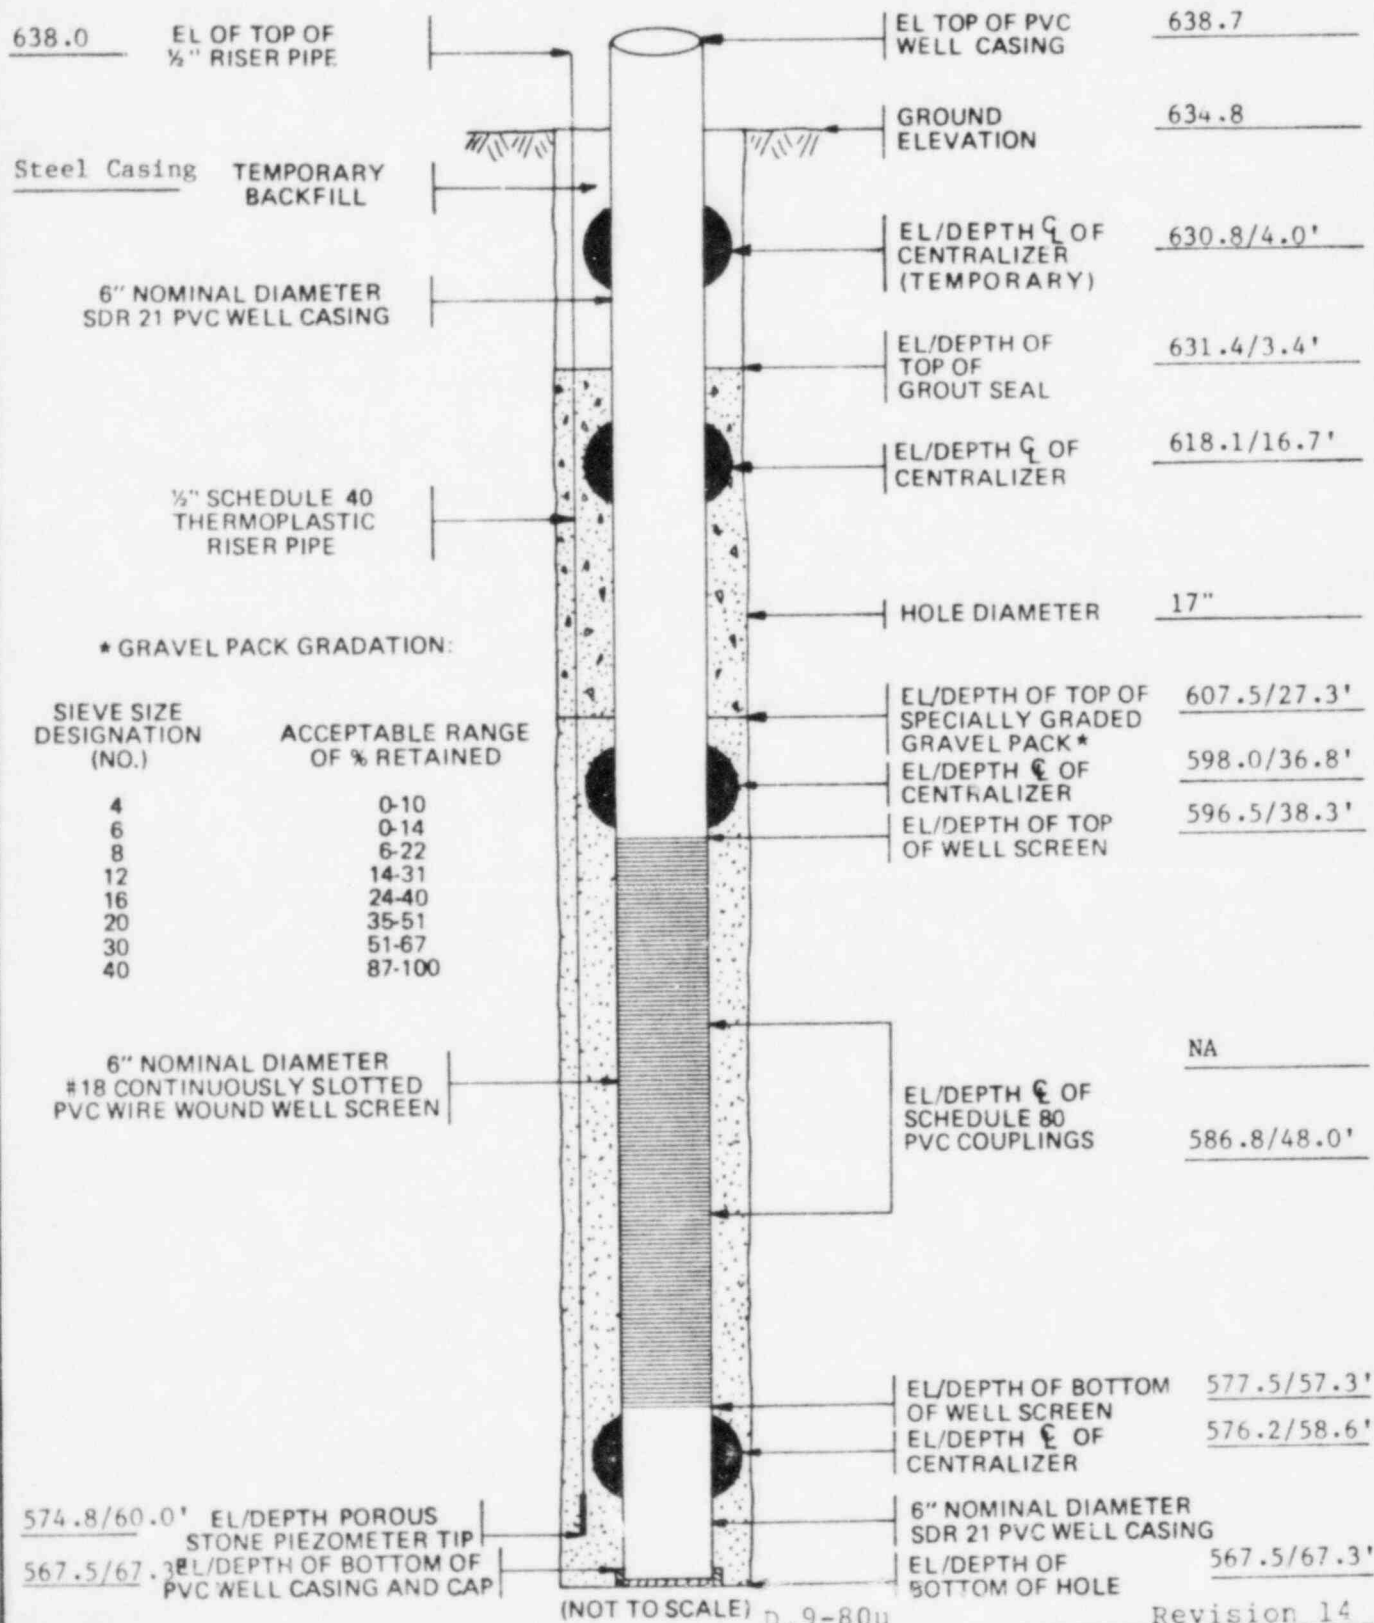 638.0
EL OF TOP OF
½" RISER PIPE
EL TOP OF PVC
WELL CASING
638.7
GROUND
ELEVATION
634.8
Steel Casing
TEMPORARY
BACKFILL
EL/DEPTH ℄ OF
CENTRALIZER
(TEMPORARY)
630.8/4.0'
6" NOMINAL DIAMETER
SDR 21 PVC WELL CASING
EL/DEPTH OF
TOP OF
GROUT SEAL
631.4/3.4'
EL/DEPTH ℄ OF
CENTRALIZER
618.1/16.7'
½" SCHEDULE 40
THERMOPLASTIC
RISER PIPE
HOLE DIAMETER
17"
* GRAVEL PACK GRADATION:
SIEVE SIZE
DESIGNATION
(NO.)
ACCEPTABLE RANGE
OF % RETAINED
4 0-10
6 0-14
8 6-22
12 14-31
16 24-40
20 35-51
30 51-67
40 87-100
EL/DEPTH OF TOP OF
SPECIALLY GRADED
GRAVEL PACK*
607.5/27.3'
EL/DEPTH ℄ OF
CENTRALIZER
598.0/36.8'
EL/DEPTH OF TOP
OF WELL SCREEN
596.5/38.3'
6" NOMINAL DIAMETER
#18 CONTINUOUSLY SLOTTED
PVC WIRE WOUND WELL SCREEN
EL/DEPTH ℄ OF
SCHEDULE 80
PVC COUPLINGS
NA
586.8/48.0'
EL/DEPTH OF BOTTOM
OF WELL SCREEN
577.5/57.3'
EL/DEPTH ℄ OF
CENTRALIZER
576.2/58.6'
574.8/60.0'
EL/DEPTH POROUS
STONE PIEZOMETER TIP
6" NOMINAL DIAMETER
SDR 21 PVC WELL CASING
567.5/67.3'
EL/DEPTH OF BOTTOM OF
PVC WELL CASING AND CAP
EL/DEPTH OF
BOTTOM OF HOLE
567.5/67.3'
(NOT TO SCALE)
D.9-80u
Revision 14